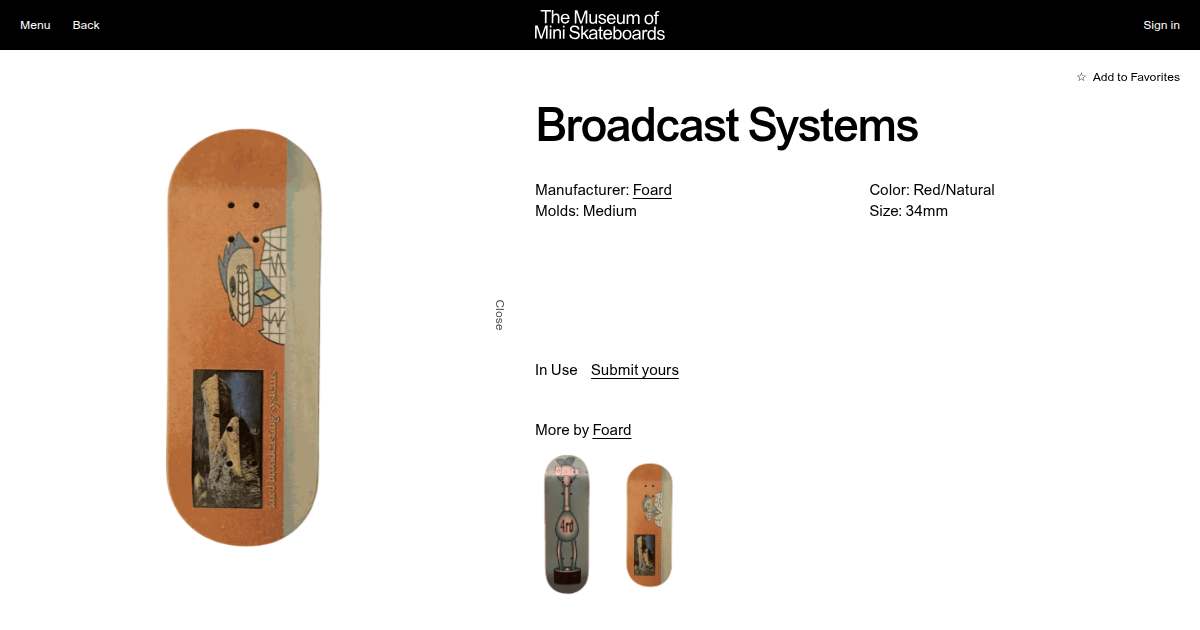 Menu
Back
The Museum of
Mini Skateboards
Sign in
☆ Add to Favorites
Broadcast Systems
Manufacturer: Foard
Color: Red/Natural
Molds: Medium
Size: 34mm
Close
In Use Submit yours
More by Foard
4rd